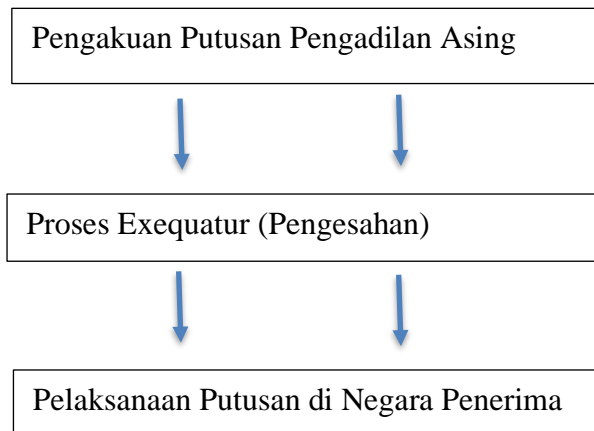 Pengakuan Putusan Pengadilan Asing
Proses Exequatur (Pengesahan)
Pelaksanaan Putusan di Negara Penerima